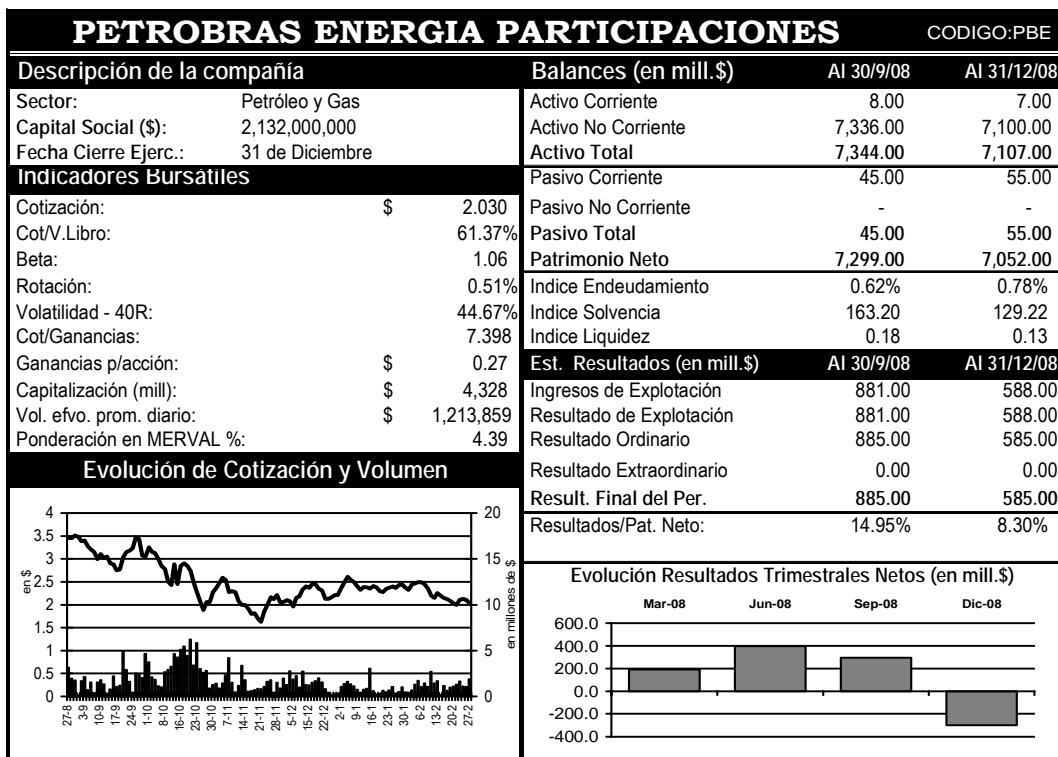 PETROBRAS ENERGIA PARTICIPACIONES CODIGO:PBE
Descripción de la compañía
Sector: Petróleo y Gas
Capital Social ($): 2,132,000,000
Fecha Cierre Ejerc.: 31 de Diciembre
Indicadores Bursátiles
Cotización: $ 2.030
Cot/V.Libro: 61.37%
Beta: 1.06
Rotación: 0.51%
Volatilidad - 40R: 44.67%
Cot/Ganancias: 7.398
Ganancias p/acción: $ 0.27
Capitalización (mill): $ 4,328
Vol. efvo. prom. diario: $ 1,213,859
Ponderación en MERVAL %: 4.39
Evolución de Cotización y Volumen
4
3.5
3
2.5
2
1.5
1
0.5
0
en $
20
15
10
5
0
en millones de $
27-8 3-9 10-9 17-9 24-9 1-10 8-10 16-10 23-10 30-10 7-11 14-11 21-11 28-11 5-12 15-12 22-12 2-1 9-1 16-1 23-1 30-1 6-2 13-2 20-2 27-2
Balances (en mill.$) Al 30/9/08 Al 31/12/08
Activo Corriente 8.00 7.00
Activo No Corriente 7,336.00 7,100.00
Activo Total 7,344.00 7,107.00
Pasivo Corriente 45.00 55.00
Pasivo No Corriente - -
Pasivo Total 45.00 55.00
Patrimonio Neto 7,299.00 7,052.00
Indice Endeudamiento 0.62% 0.78%
Indice Solvencia 163.20 129.22
Indice Liquidez 0.18 0.13
Est. Resultados (en mill.$) Al 30/9/08 Al 31/12/08
Ingresos de Explotación 881.00 588.00
Resultado de Explotación 881.00 588.00
Resultado Ordinario 885.00 585.00
Resultado Extraordinario 0.00 0.00
Result. Final del Per. 885.00 585.00
Resultados/Pat. Neto: 14.95% 8.30%
Evolución Resultados Trimestrales Netos (en mill.$)
Mar-08 Jun-08 Sep-08 Dic-08
600.0
400.0
200.0
0.0
-200.0
-400.0